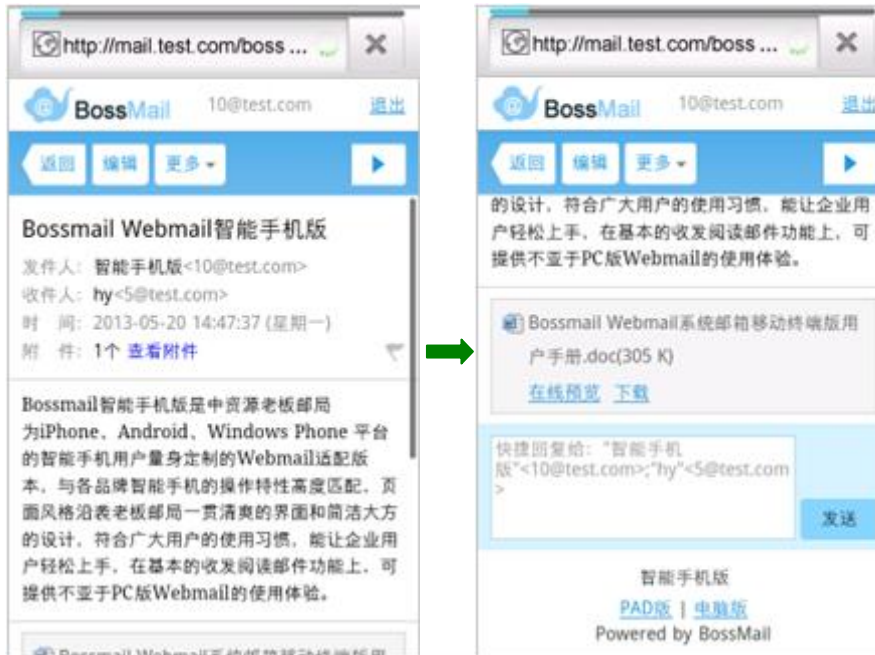 http://mail.test.com/boss ...
BossMail 10@test.com 退出
返回 编辑 更多
Bossmail Webmail智能手机版
发件人: 智能手机版<10@test.com>
收件人: hy<5@test.com>
时 间: 2013-05-20 14:47:37 (星期一)
附 件: 1个 查看附件
Bossmail智能手机版是中资源老板邮局
为iPhone、Android、Windows Phone 平台
的智能手机用户量身定制的Webmail适配版
本，与各品牌智能手机的操作特性高度匹配，页
面风格沿袭老板邮局一贯清爽的界面和简洁大方
的设计，符合广大用户的使用习惯，能让企业用
户轻松上手，在基本的收发阅读邮件功能上，可
提供不亚于PC版Webmail的使用体验。
Bossmail Webmail系统邮箱移动终端版用
http://mail.test.com/boss ...
BossMail 10@test.com 退出
返回 编辑 更多
的设计，符合广大用户的使用习惯，能让企业用
户轻松上手，在基本的收发阅读邮件功能上，可
提供不亚于PC版Webmail的使用体验。
Bossmail Webmail系统邮箱移动终端版用
户手册.doc(305 K)
在线预览 下载
快捷回复给："智能手机
版"<10@test.com>;"hy"<5@test.com
>
发送
智能手机版
PAD版 | 电脑版
Powered by BossMail